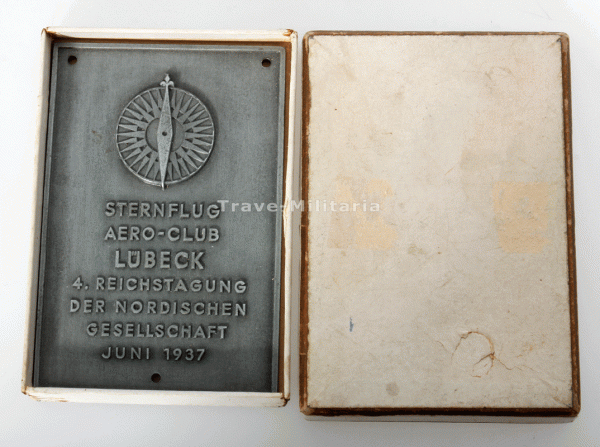 STERNFLUG
AERO-CLUB
LÜBECK
4. REICHSTAGUNG
DER NORDISCHEN
GESELLSCHAFT
JUNI 1937
Trave-Militaria